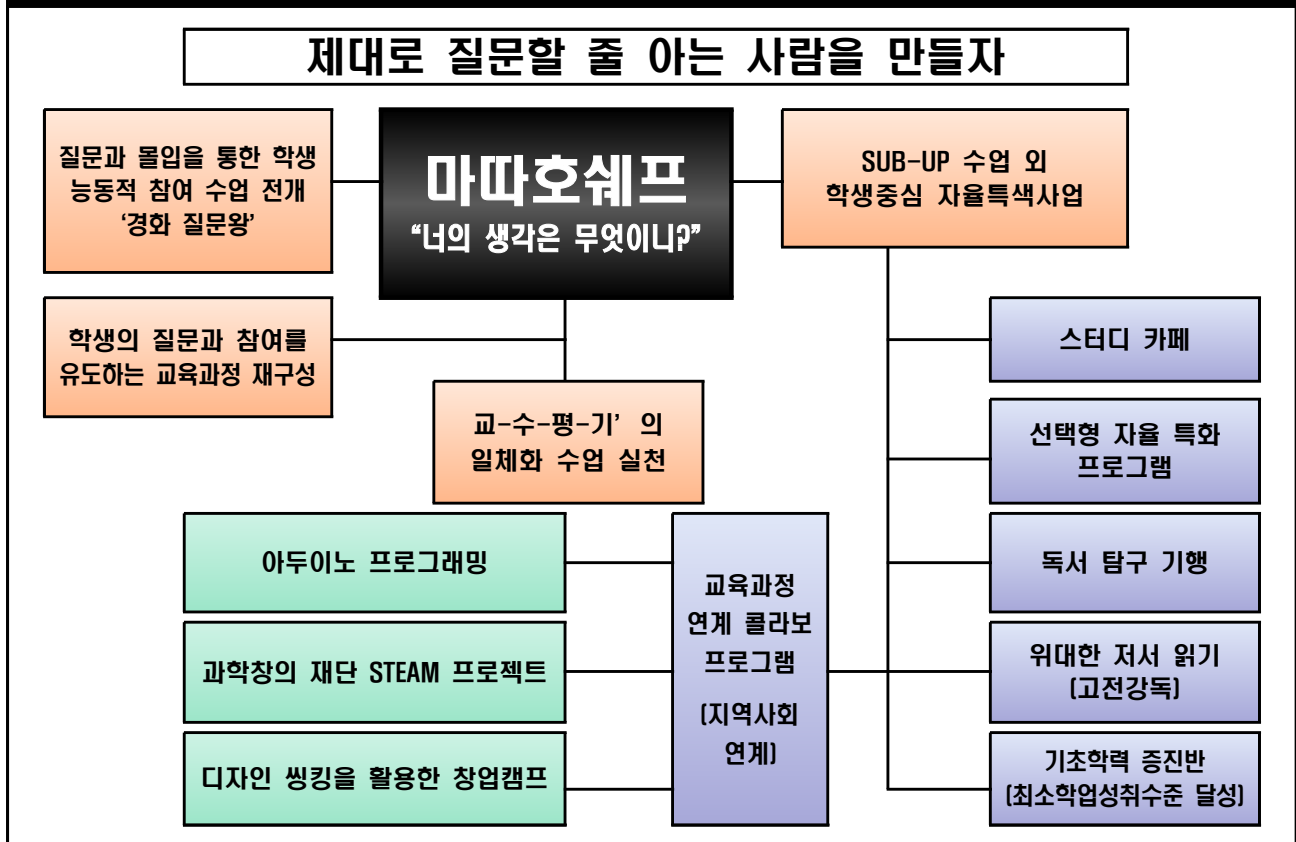 제대로 질문할 줄 아는 사람을 만들자
질문과 몰입을 통한 학생
능동적 참여 수업 전개
‘경화 질문왕’
마따호쉐프
“너의 생각은 무엇이니?”
SUB-UP 수업 외
학생중심 자율특색사업
학생의 질문과 참여를
유도하는 교육과정 재구성
교-수-평-기’ 의
일체화 수업 실천
스터디 카페
선택형 자율 특화
프로그램
독서 탐구 기행
위대한 저서 읽기
(고전강독)
기초학력 증진반
(최소학업성취수준 달성)
교육과정
연계 콜라보
프로그램
(지역사회
연계)
아두이노 프로그래밍
과학창의 재단 STEAM 프로젝트
디자인 씽킹을 활용한 창업캠프